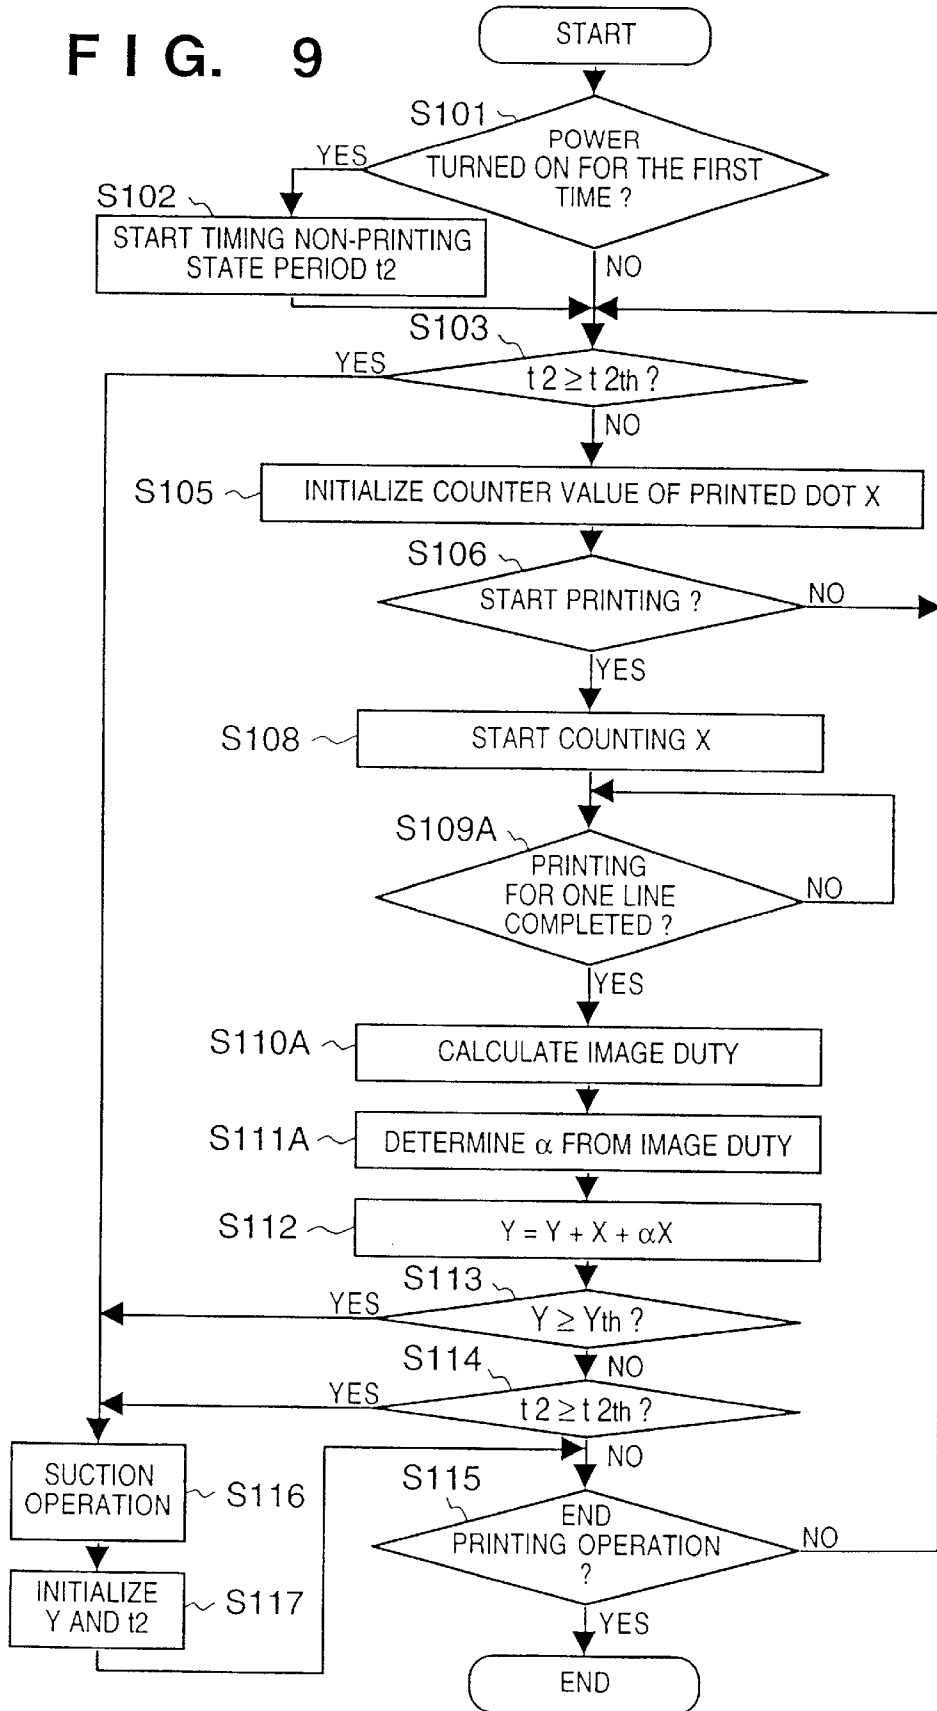 FIG. 9
START
S101
POWER
TURNED ON FOR THE FIRST
TIME ?
YES
NO
S102
START TIMING NON-PRINTING
STATE PERIOD t2
S103
YES
t2 ≥ t2th ?
NO
S105
INITIALIZE COUNTER VALUE OF PRINTED DOT X
S106
START PRINTING ?
NO
YES
S108
START COUNTING X
S109A
PRINTING
FOR ONE LINE
COMPLETED ?
NO
YES
S110A
CALCULATE IMAGE DUTY
S111A
DETERMINE α FROM IMAGE DUTY
S112
Y = Y + X + αX
S113
YES
Y ≥ Yth ?
NO
S114
YES
t2 ≥ t2th ?
NO
SUCTION
OPERATION
S116
S115
END
PRINTING OPERATION
?
NO
INITIALIZE
Y AND t2
S117
YES
END